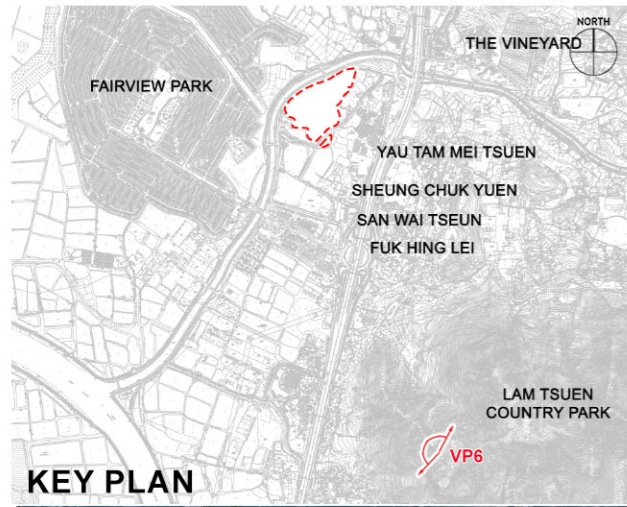 NORTH
THE VINEYARD
FAIRVIEW PARK
YAU TAM MEI TSUEN
SHEUNG CHUK YUEN
SAN WAI TSEUN
FUK HING LEI
LAM TSUEN
COUNTRY PARK
VP6
KEY PLAN